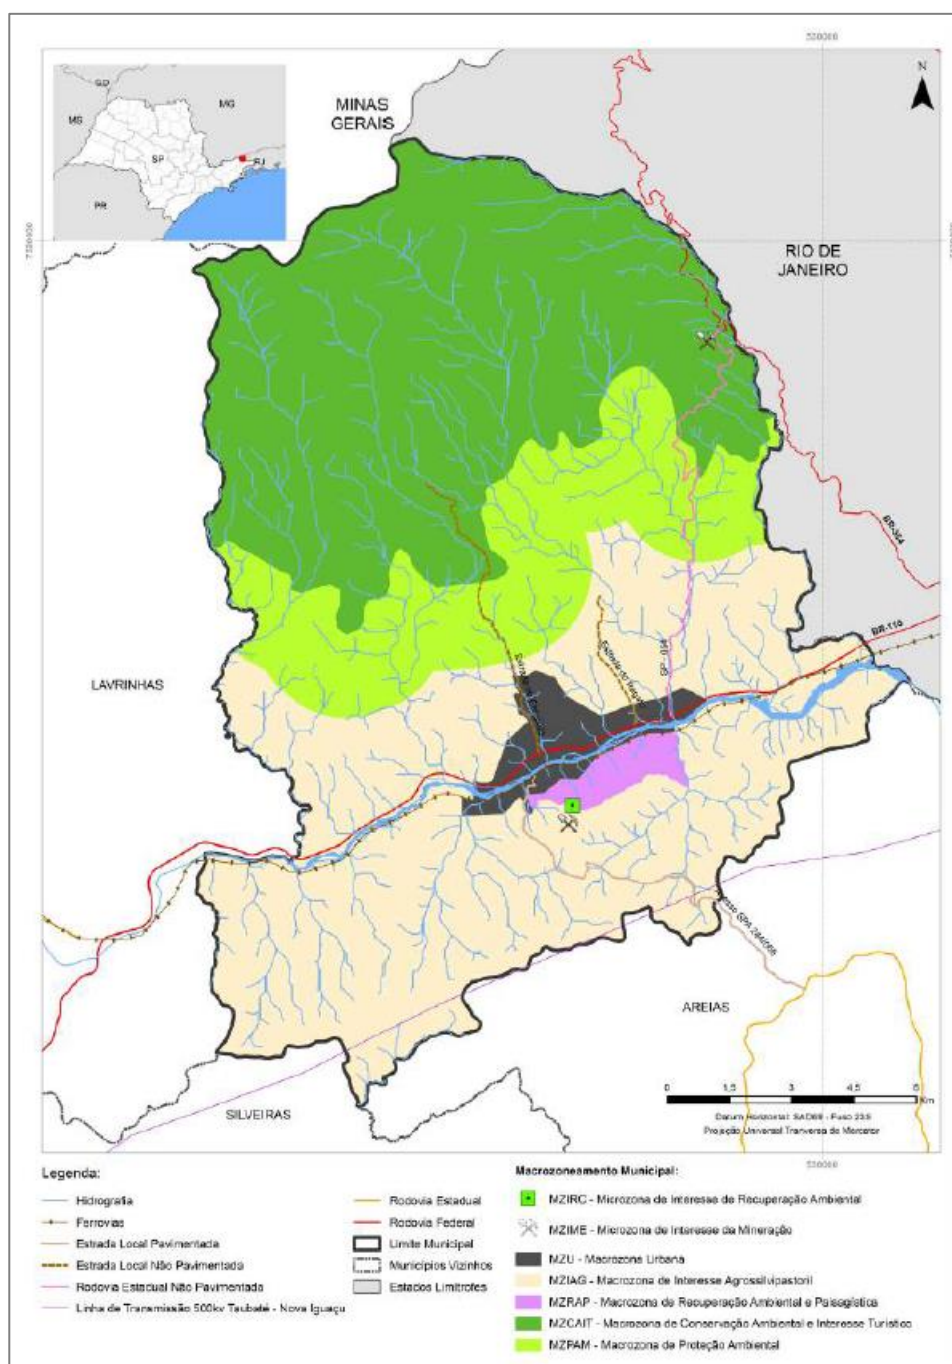 550000
N
MINAS
GERAIS
GO
MG
MS
SP
RJ
PR
RIO DE
JANEIRO
BR-354
BR-116
LAVRINHAS
SP - 054
AREIAS
SILVEIRAS
0 1,5 3 4,5 6
Km
Datum Horizontal: SAD69 - Fuso 23S
Projeção Universal Tranversa de Mercator
550000
Legenda:
Hidrografia
Ferrovias
Estrada Local Pavimentada
Estrada Local Não Pavimentada
Rodovia Estadual Não Pavimentada
Linha de Transmissão 500kv Taubaté - Nova Iguaçu
Rodovia Estadual
Rodovia Federal
Limite Municipal
Municípios Vizinhos
Estados Limítrofes
Macrozoneamento Municipal:
MZIRC - Microzona de Interesse de Recuperação Ambiental
MZIME - Microzona de Interesse da Mineração
MZU - Macrozona Urbana
MZIAG - Macrozona de Interesse Agrossilvipastoril
MZRAP - Macrozona de Recuperação Ambiental e Paisagística
MZCAIT - Macrozona de Conservação Ambiental e Interesse Turístico
MZPAM - Macrozona de Proteção Ambiental